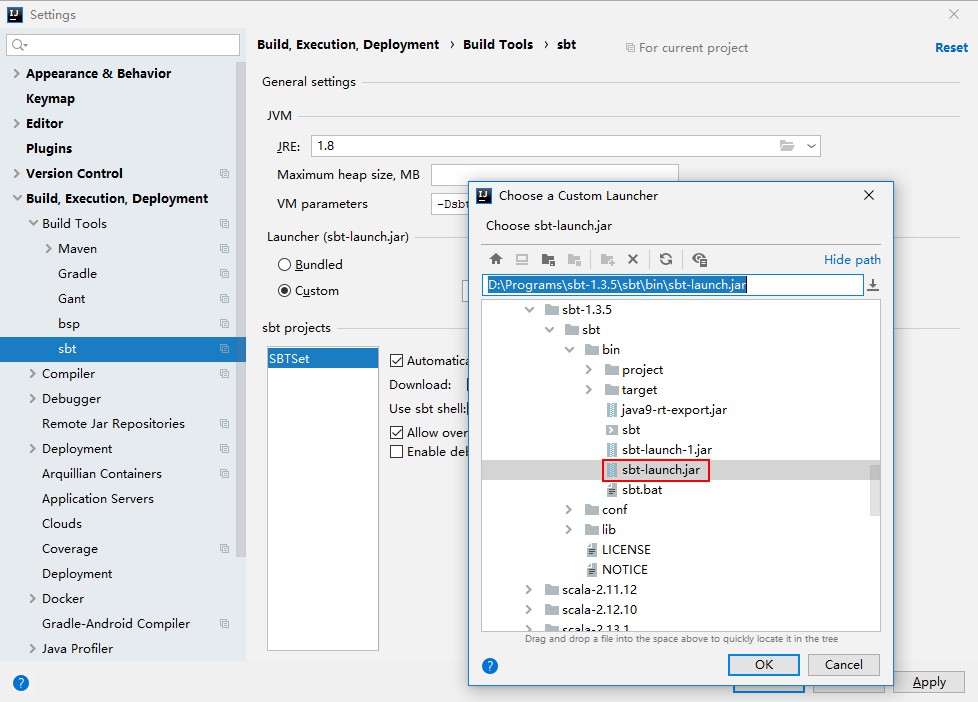 Settings
Build, Execution, Deployment › Build Tools › sbt
For current project
Reset
Appearance & Behavior
Keymap
Editor
Plugins
Version Control
Build, Execution, Deployment
Build Tools
Maven
Gradle
Gant
bsp
sbt
Compiler
Debugger
Remote Jar Repositories
Deployment
Arquillian Containers
Application Servers
Clouds
Coverage
Deployment
Docker
Gradle-Android Compiler
Java Profiler
General settings
JVM
JRE: 1.8
Maximum heap size, MB
VM parameters -Dsbt
Launcher (sbt-launch.jar)
Bundled
Custom
sbt projects
SBTSet
Automatica
Download:
Use sbt shell:
Allow over
Enable deb
Choose a Custom Launcher
Choose sbt-launch.jar
Hide path
D:\Programs\sbt-1.3.5\sbt\bin\sbt-launch.jar
sbt-1.3.5
sbt
bin
project
target
java9-rt-export.jar
sbt
sbt-launch-1.jar
sbt-launch.jar
sbt.bat
conf
lib
LICENSE
NOTICE
scala-2.11.12
scala-2.12.10
scala-2.13.1
Drag and drop a file into the space above to quickly locate it in the tree
?
OK
Cancel
?
Apply